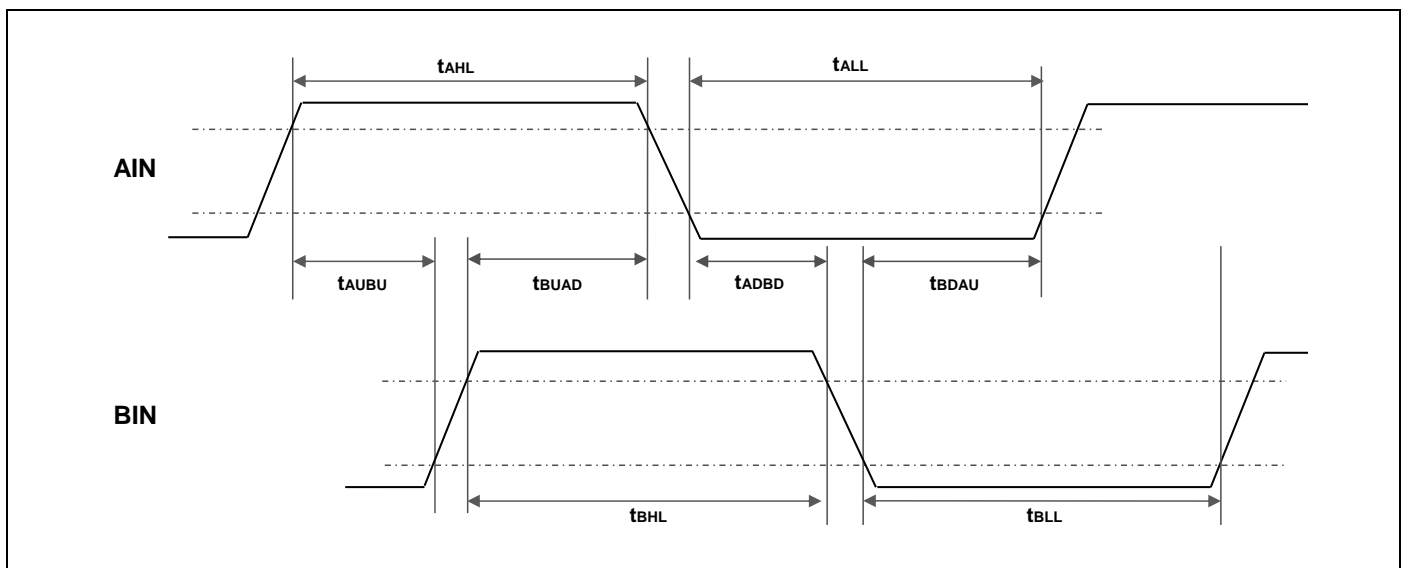 tAHL
tALL
AIN
tAUBU
tBUAD
tADBD
tBDAU
BIN
tBHL
tBLL